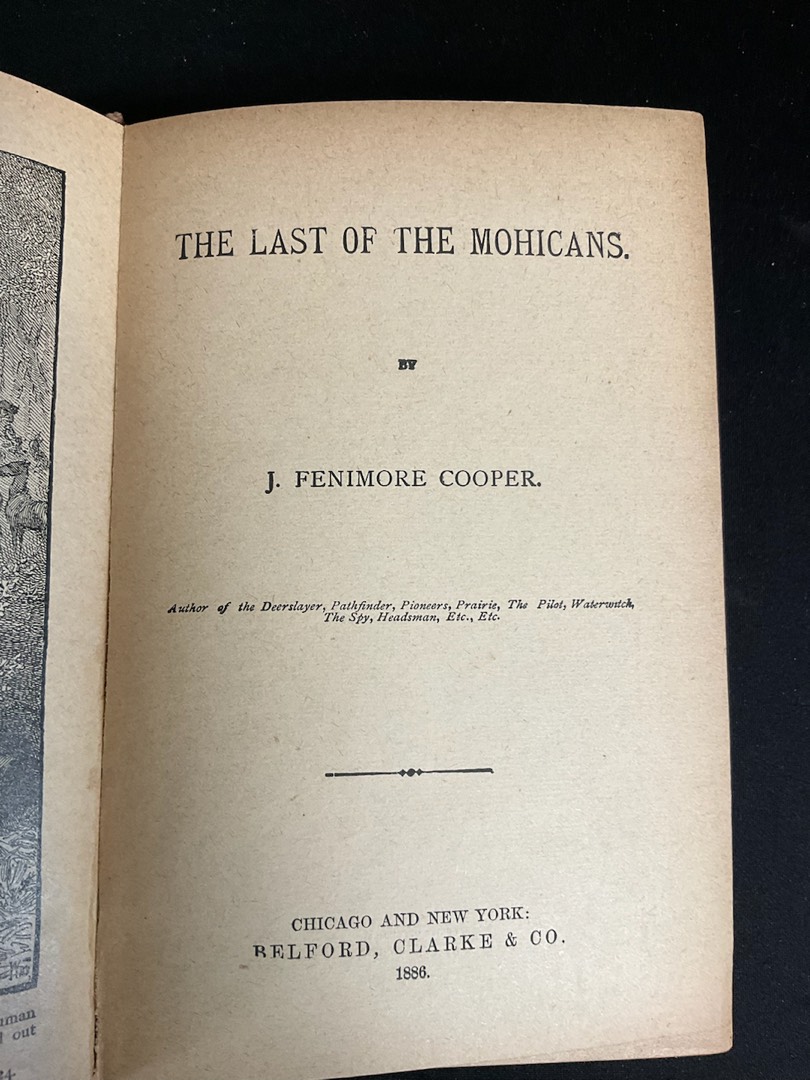 THE LAST OF THE MOHICANS.
BY
J. FENIMORE COOPER.
Author of the Deerslayer, Pathfinder, Pioneers, Prairie, The Pilot, Waterwitch,
The Spy, Headsman, Etc., Etc.
CHICAGO AND NEW YORK:
BELFORD, CLARKE & CO.
1886.
out